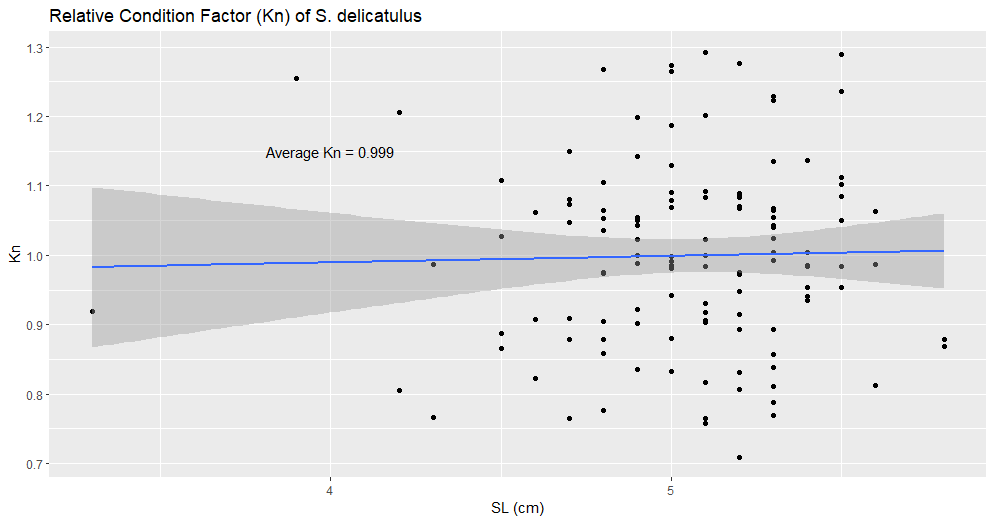 Relative Condition Factor (Kn) of S. delicatulus
1.3
1.2
Average Kn = 0.999
1.1
Kn
1.0
0.9
0.8
0.7
4
5
SL (cm)